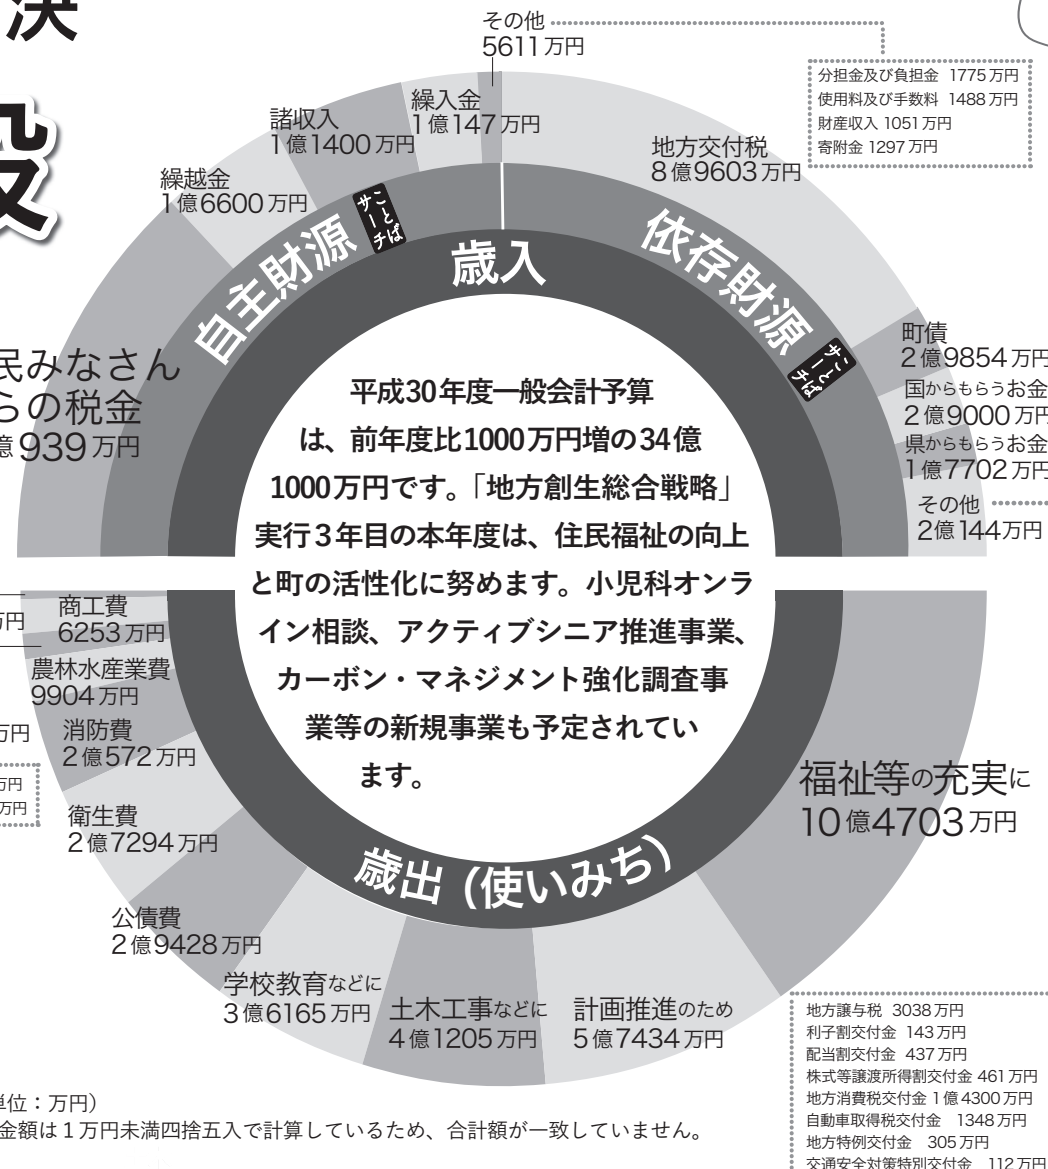 決
設
その他
5611万円
分担金及び負担金 1775万円
使用料及び手数料 1488万円
財産収入 1051万円
寄附金 1297万円
繰入金
1億147万円
諸収入
1億1400万円
繰越金
1億6600万円
地方交付税
8億9603万円
自主財源
ことばサーチ
歳入
依存財源
ことばサーチ
民みなさん
らの税金
億939万円
町債
2億9854万円
国からもらうお金
2億9000万円
県からもらうお金
1億7702万円
その他
2億144万円
平成30年度一般会計予算
は、前年度比1000万円増の34億
1000万円です。「地方創生総合戦略」
実行3年目の本年度は、住民福祉の向上
と町の活性化に努めます。小児科オンラ
イン相談、アクティブシニア推進事業、
カーボン・マネジメント強化調査事
業等の新規事業も予定されてい
ます。
商工費
6253万円
万円
農林水産業費
9904万円
万円
消防費
2億572万円
万円
万円
衛生費
2億7294万円
公債費
2億9428万円
学校教育などに
3億6165万円
土木工事などに
4億1205万円
計画推進のため
5億7434万円
福祉等の充実に
10億4703万円
歳出（使いみち）
地方譲与税 3038万円
利子割交付金 143万円
配当割交付金 437万円
株式等譲渡所得割交付金 461万円
地方消費税交付金 1億4300万円
自動車取得税交付金 1348万円
地方特例交付金 305万円
交通安全対策特別交付金 112万円
単位：万円）
金額は1万円未満四捨五入で計算しているため、合計額が一致していません。